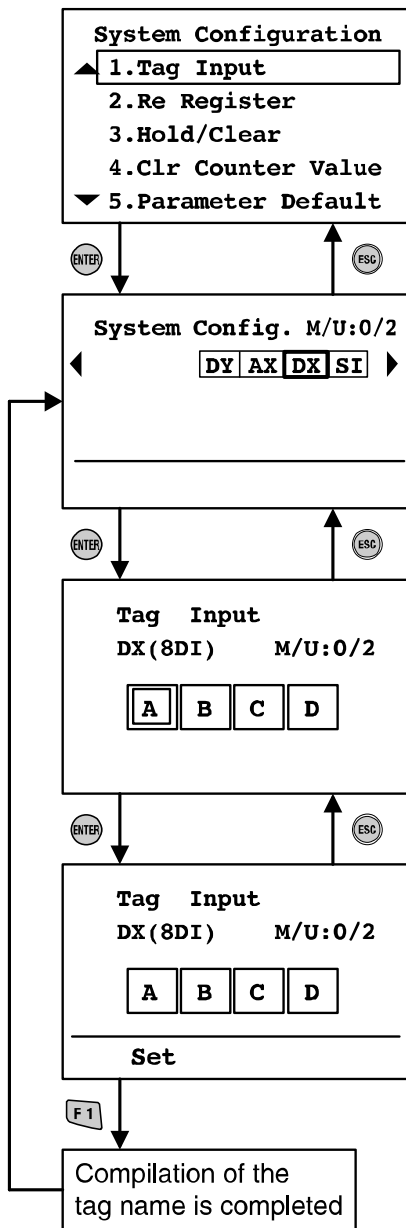 System Configuration
1.Tag Input
2.Re Register
3.Hold/Clear
4.Clr Counter Value
5.Parameter Default
ENTER ESC
System Config. M/U:0/2
DY AX DX SI
ENTER ESC
Tag Input
DX(8DI) M/U:0/2
A B C D
ENTER ESC
Tag Input
DX(8DI) M/U:0/2
A B C D
Set
F1
Compilation of the
tag name is completed